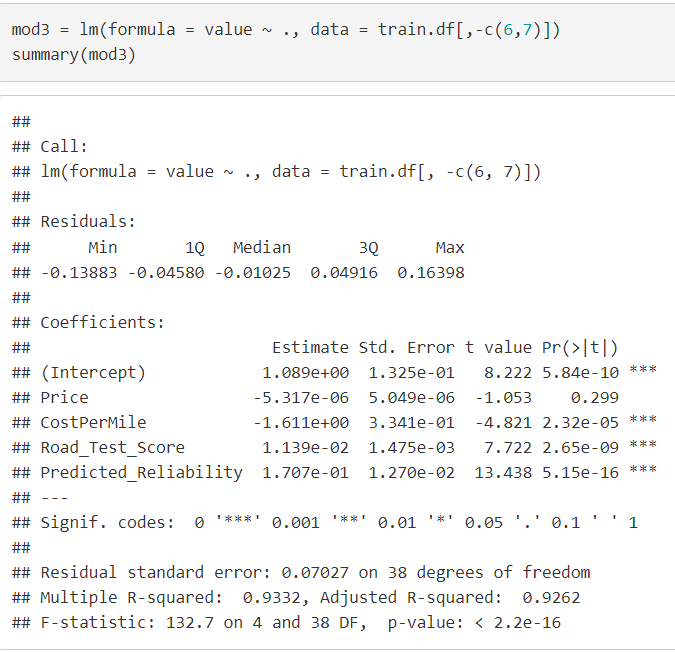 mod3 = lm(formula = value ~ ., data = train.df[,-c(6,7)])
summary(mod3)
##
## Call:
## lm(formula = value ~ ., data = train.df[, -c(6, 7)])
##
## Residuals:
##      Min       1Q   Median       3Q      Max
## -0.13883 -0.04580 -0.01025  0.04916  0.16398
##
## Coefficients:
##                         Estimate Std. Error t value Pr(>|t|)
## (Intercept)            1.089e+00  1.325e-01   8.222 5.84e-10 ***
## Price                 -5.317e-06  5.049e-06  -1.053    0.299
## CostPerMile           -1.611e+00  3.341e-01  -4.821 2.32e-05 ***
## Road_Test_Score        1.139e-02  1.475e-03   7.722 2.65e-09 ***
## Predicted_Reliability  1.707e-01  1.270e-02  13.438 5.15e-16 ***
## ---
## Signif. codes:  0 '***' 0.001 '**' 0.01 '*' 0.05 '.' 0.1 ' ' 1
##
## Residual standard error: 0.07027 on 38 degrees of freedom
## Multiple R-squared:  0.9332, Adjusted R-squared:  0.9262
## F-statistic: 132.7 on 4 and 38 DF,  p-value: < 2.2e-16